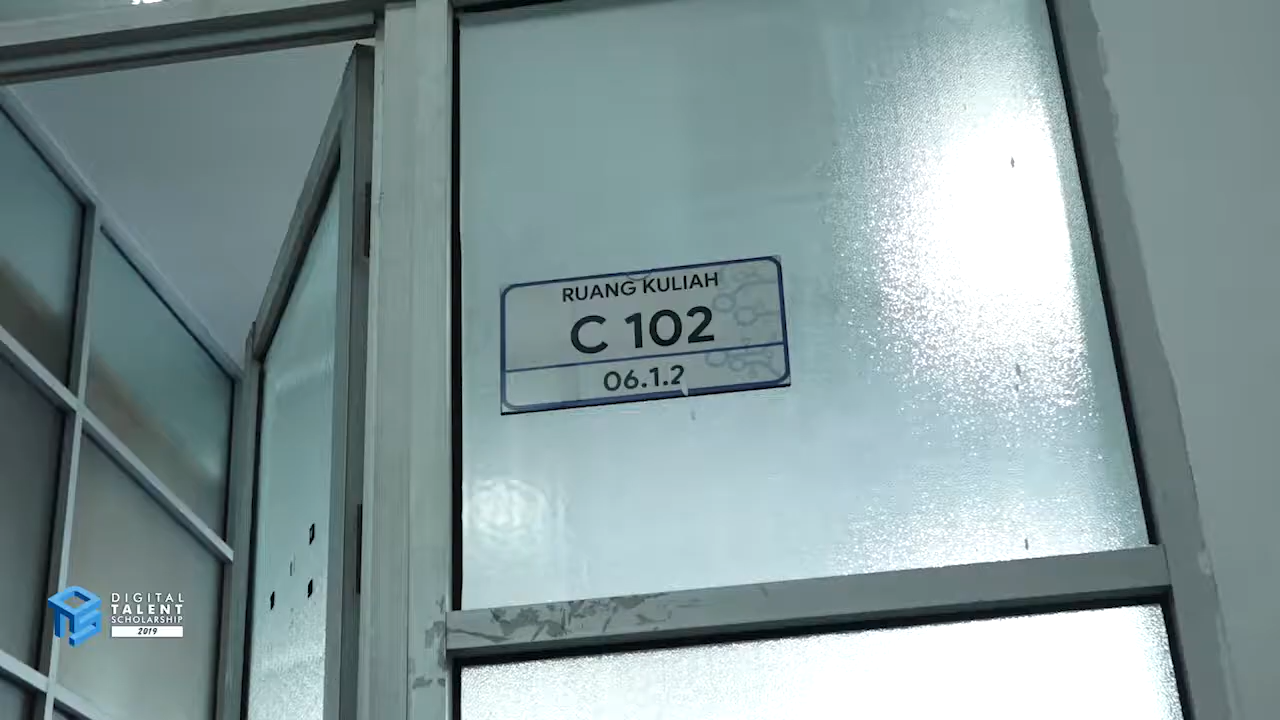 RUANG KULIAH
C 102
06.1.2
DIGITAL
TALENT
SCHOLARSHIP
2019